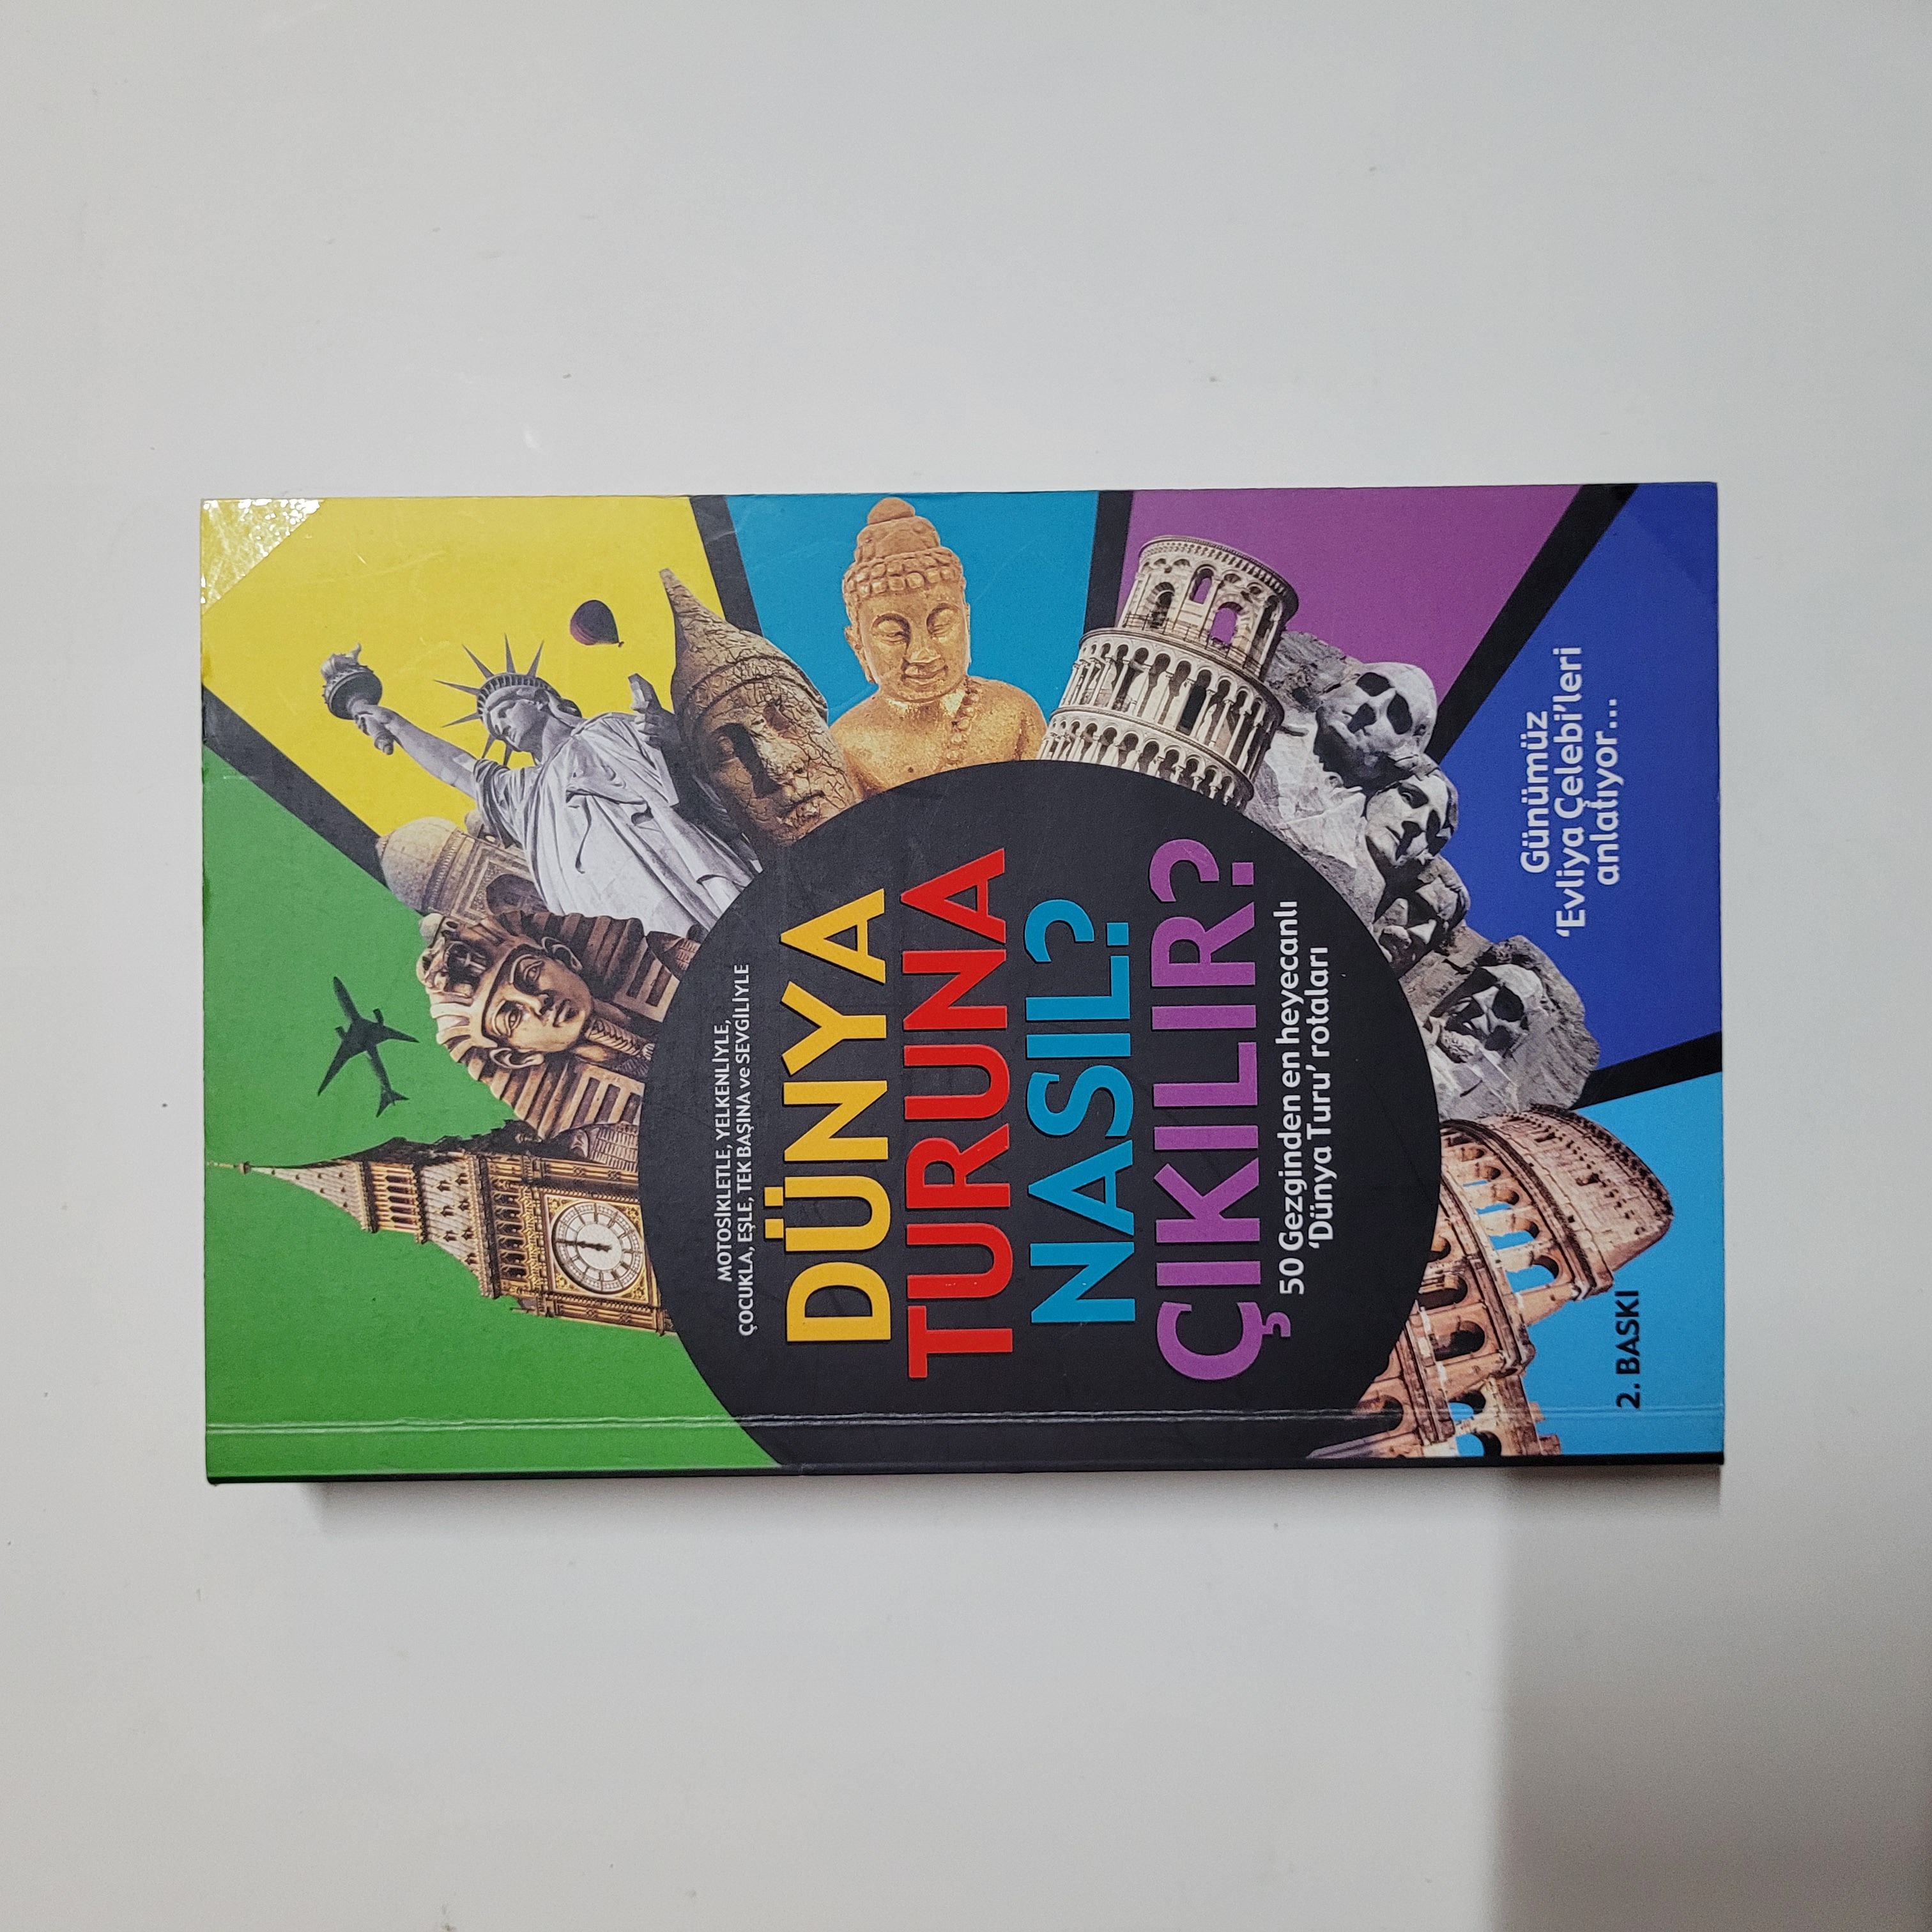 MOTOSİKLETLE, YELKENLİYLE,
ÇOCUKLA, EŞLE, TEK BAŞINA ve SEVGİLİYLE
DÜNYA
TURUNA
NASIL?
ÇIKILIR?
50 Gezginden en heyecanlı
'Dünya Turu' rotaları
Günümüz
'Evliya Çelebi'leri
anlatıyor...
2. BASKI